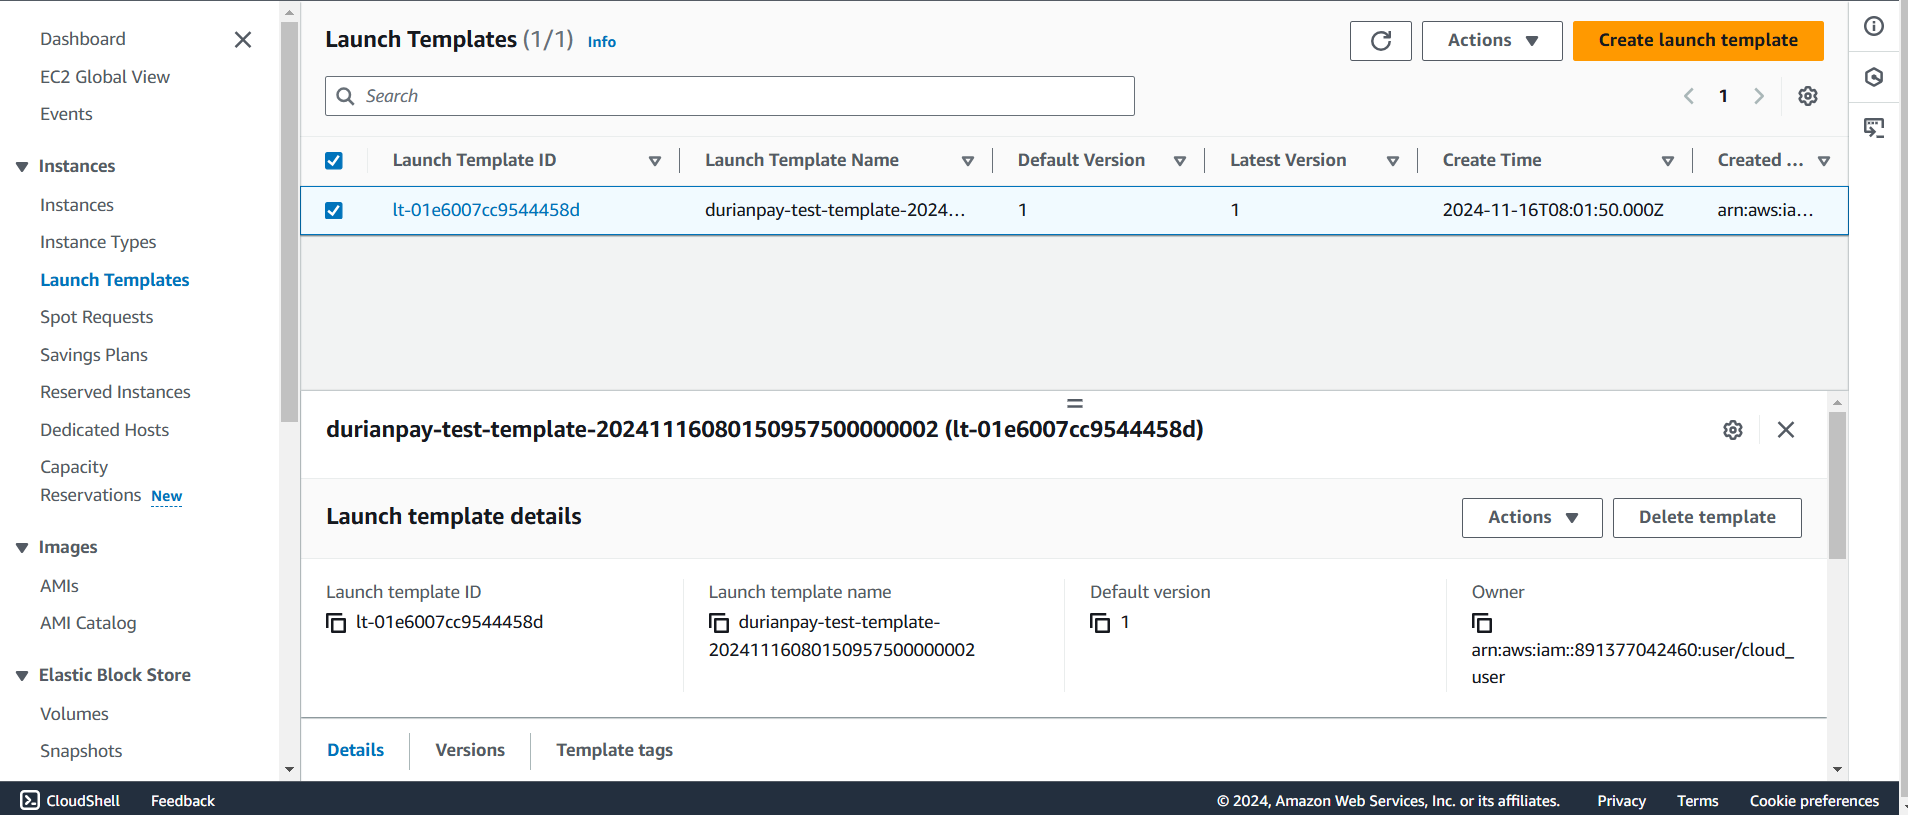 Dashboard
EC2 Global View
Events
Instances
Instances
Instance Types
Launch Templates
Spot Requests
Savings Plans
Reserved Instances
Dedicated Hosts
Capacity
Reservations New
Images
AMIs
AMI Catalog
Elastic Block Store
Volumes
Snapshots
Launch Templates (1/1) Info
Actions
Create launch template
Search
1
Launch Template ID Launch Template Name Default Version Latest Version Create Time Created ...
lt-01e6007cc9544458d durianpay-test-template-2024... 1 1 2024-11-16T08:01:50.000Z arn:aws:ia...
durianpay-test-template-20241116080150957500000002 (lt-01e6007cc9544458d)
Launch template details
Actions
Delete template
Launch template ID
lt-01e6007cc9544458d
Launch template name
durianpay-test-template-
20241116080150957500000002
Default version
1
Owner
arn:aws:iam::891377042460:user/cloud_
user
Details Versions Template tags
CloudShell Feedback © 2024, Amazon Web Services, Inc. or its affiliates. Privacy Terms Cookie preferences